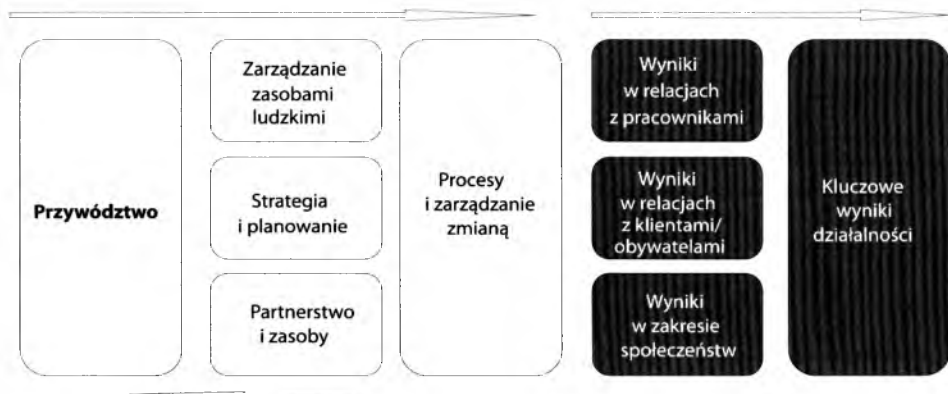 Przywództwo
Zarządzanie
zasobami
ludzkimi
Strategia
i planowanie
Partnerstwo
i zasoby
Procesy
i zarządzanie
zmianą
Wyniki
w relacjach
z pracownikami
Wyniki
w relacjach
z klientami/
obywatelami
Wyniki
w zakresie
społeczeństw
Kluczowe
wyniki
działalności